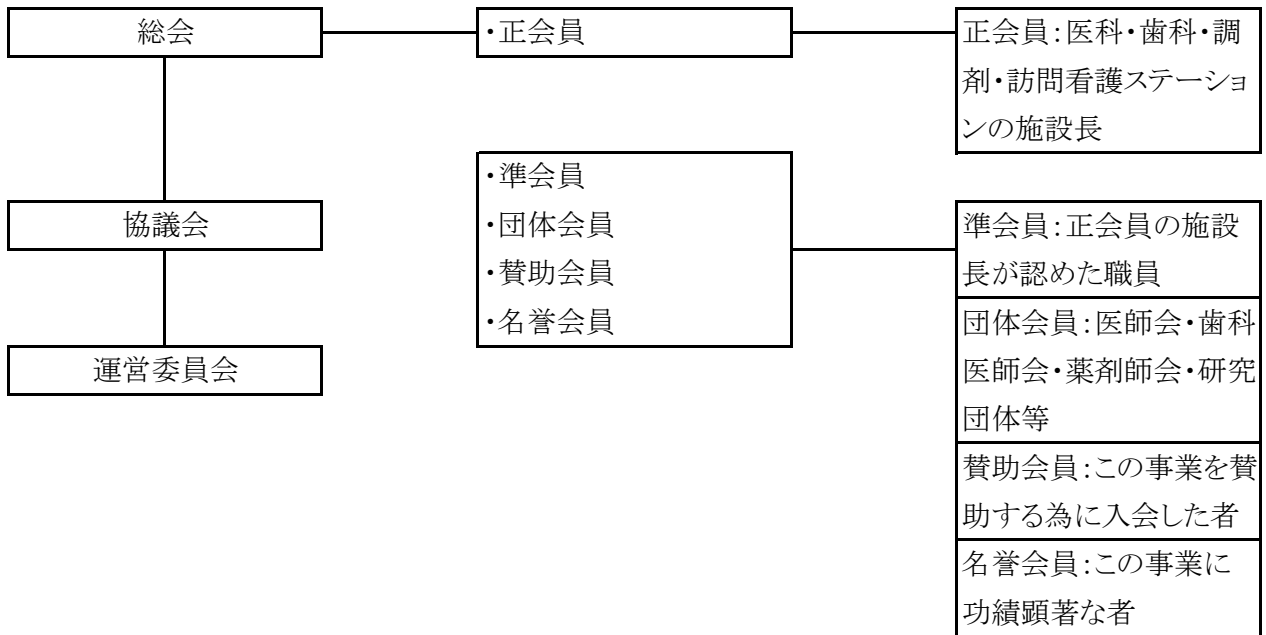 総会
・正会員
正会員:医科・歯科・調
剤・訪問看護ステーショ
ンの施設長
協議会
運営委員会
・準会員
・団体会員
・賛助会員
・名誉会員
準会員:正会員の施設
長が認めた職員
団体会員:医師会・歯科
医師会・薬剤師会・研究
団体等
賛助会員:この事業を賛
助する為に入会した者
名誉会員:この事業に
功績顕著な者